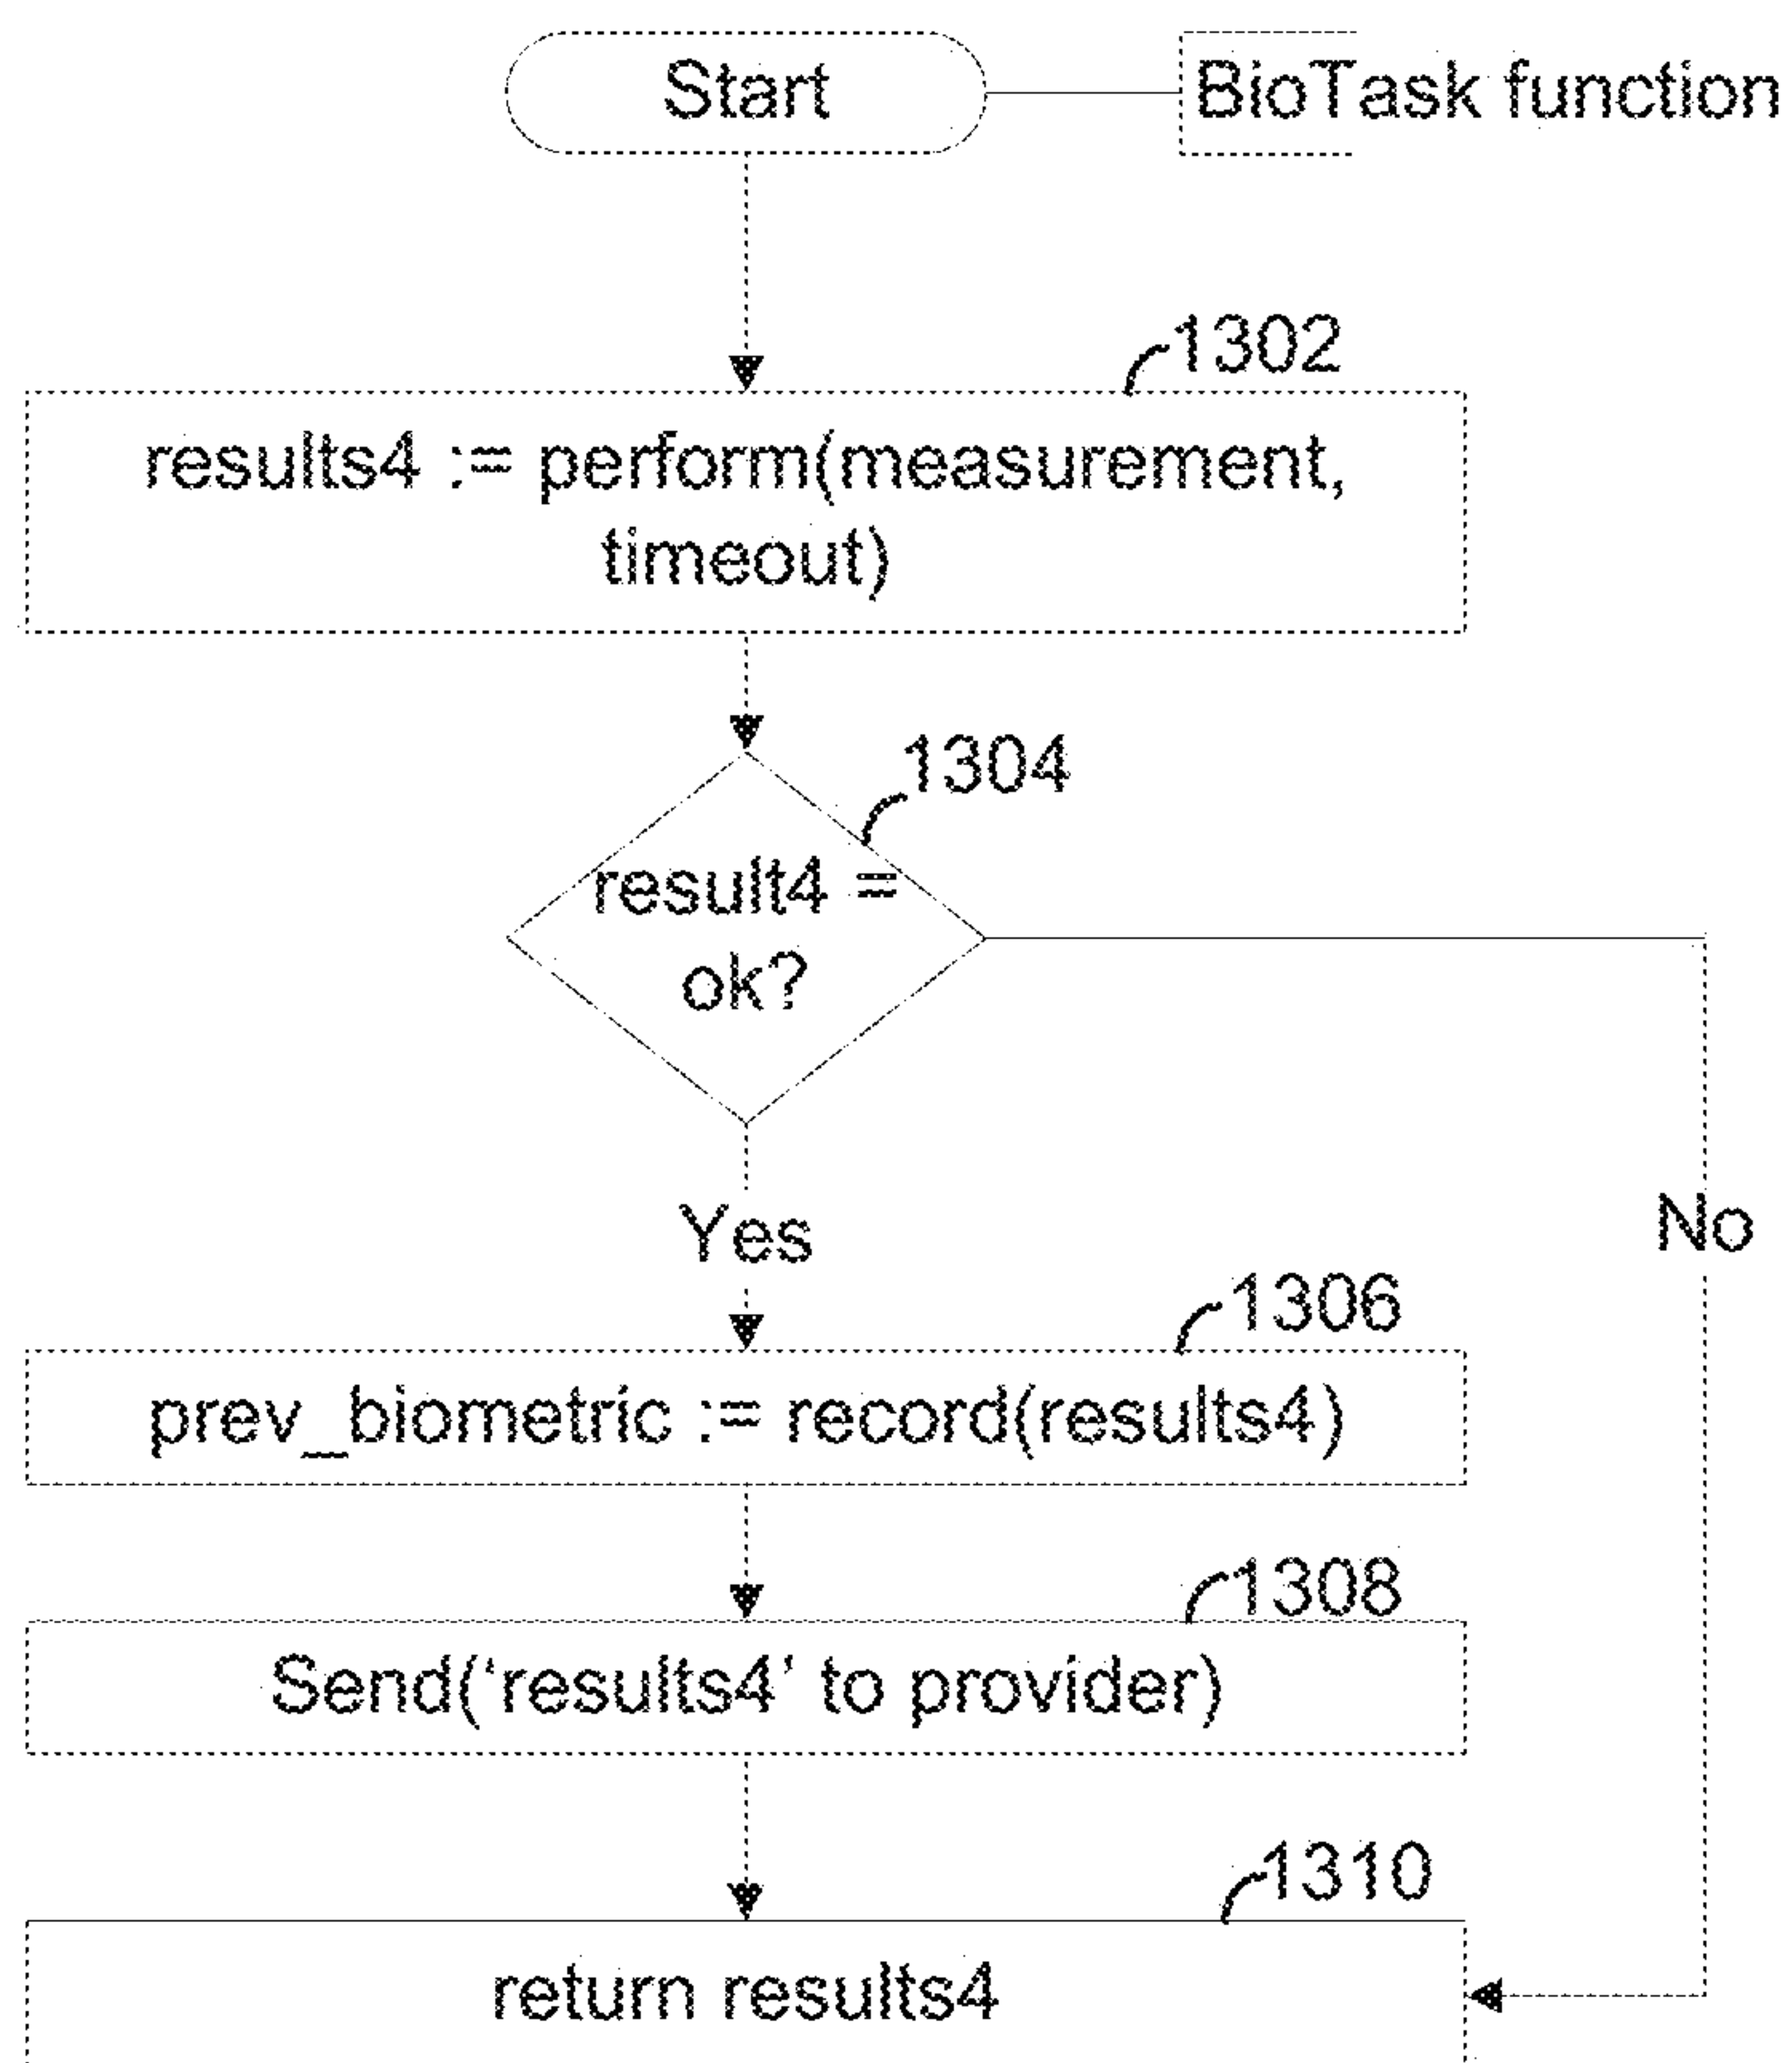 Start
BioTask function
1302
results4 := perform(measurement,
timeout)
1304
result4 =
ok?
Yes
No
1306
prev_biometric := record(results4)
1308
Send(‘results4’ to provider)
1310
return results4